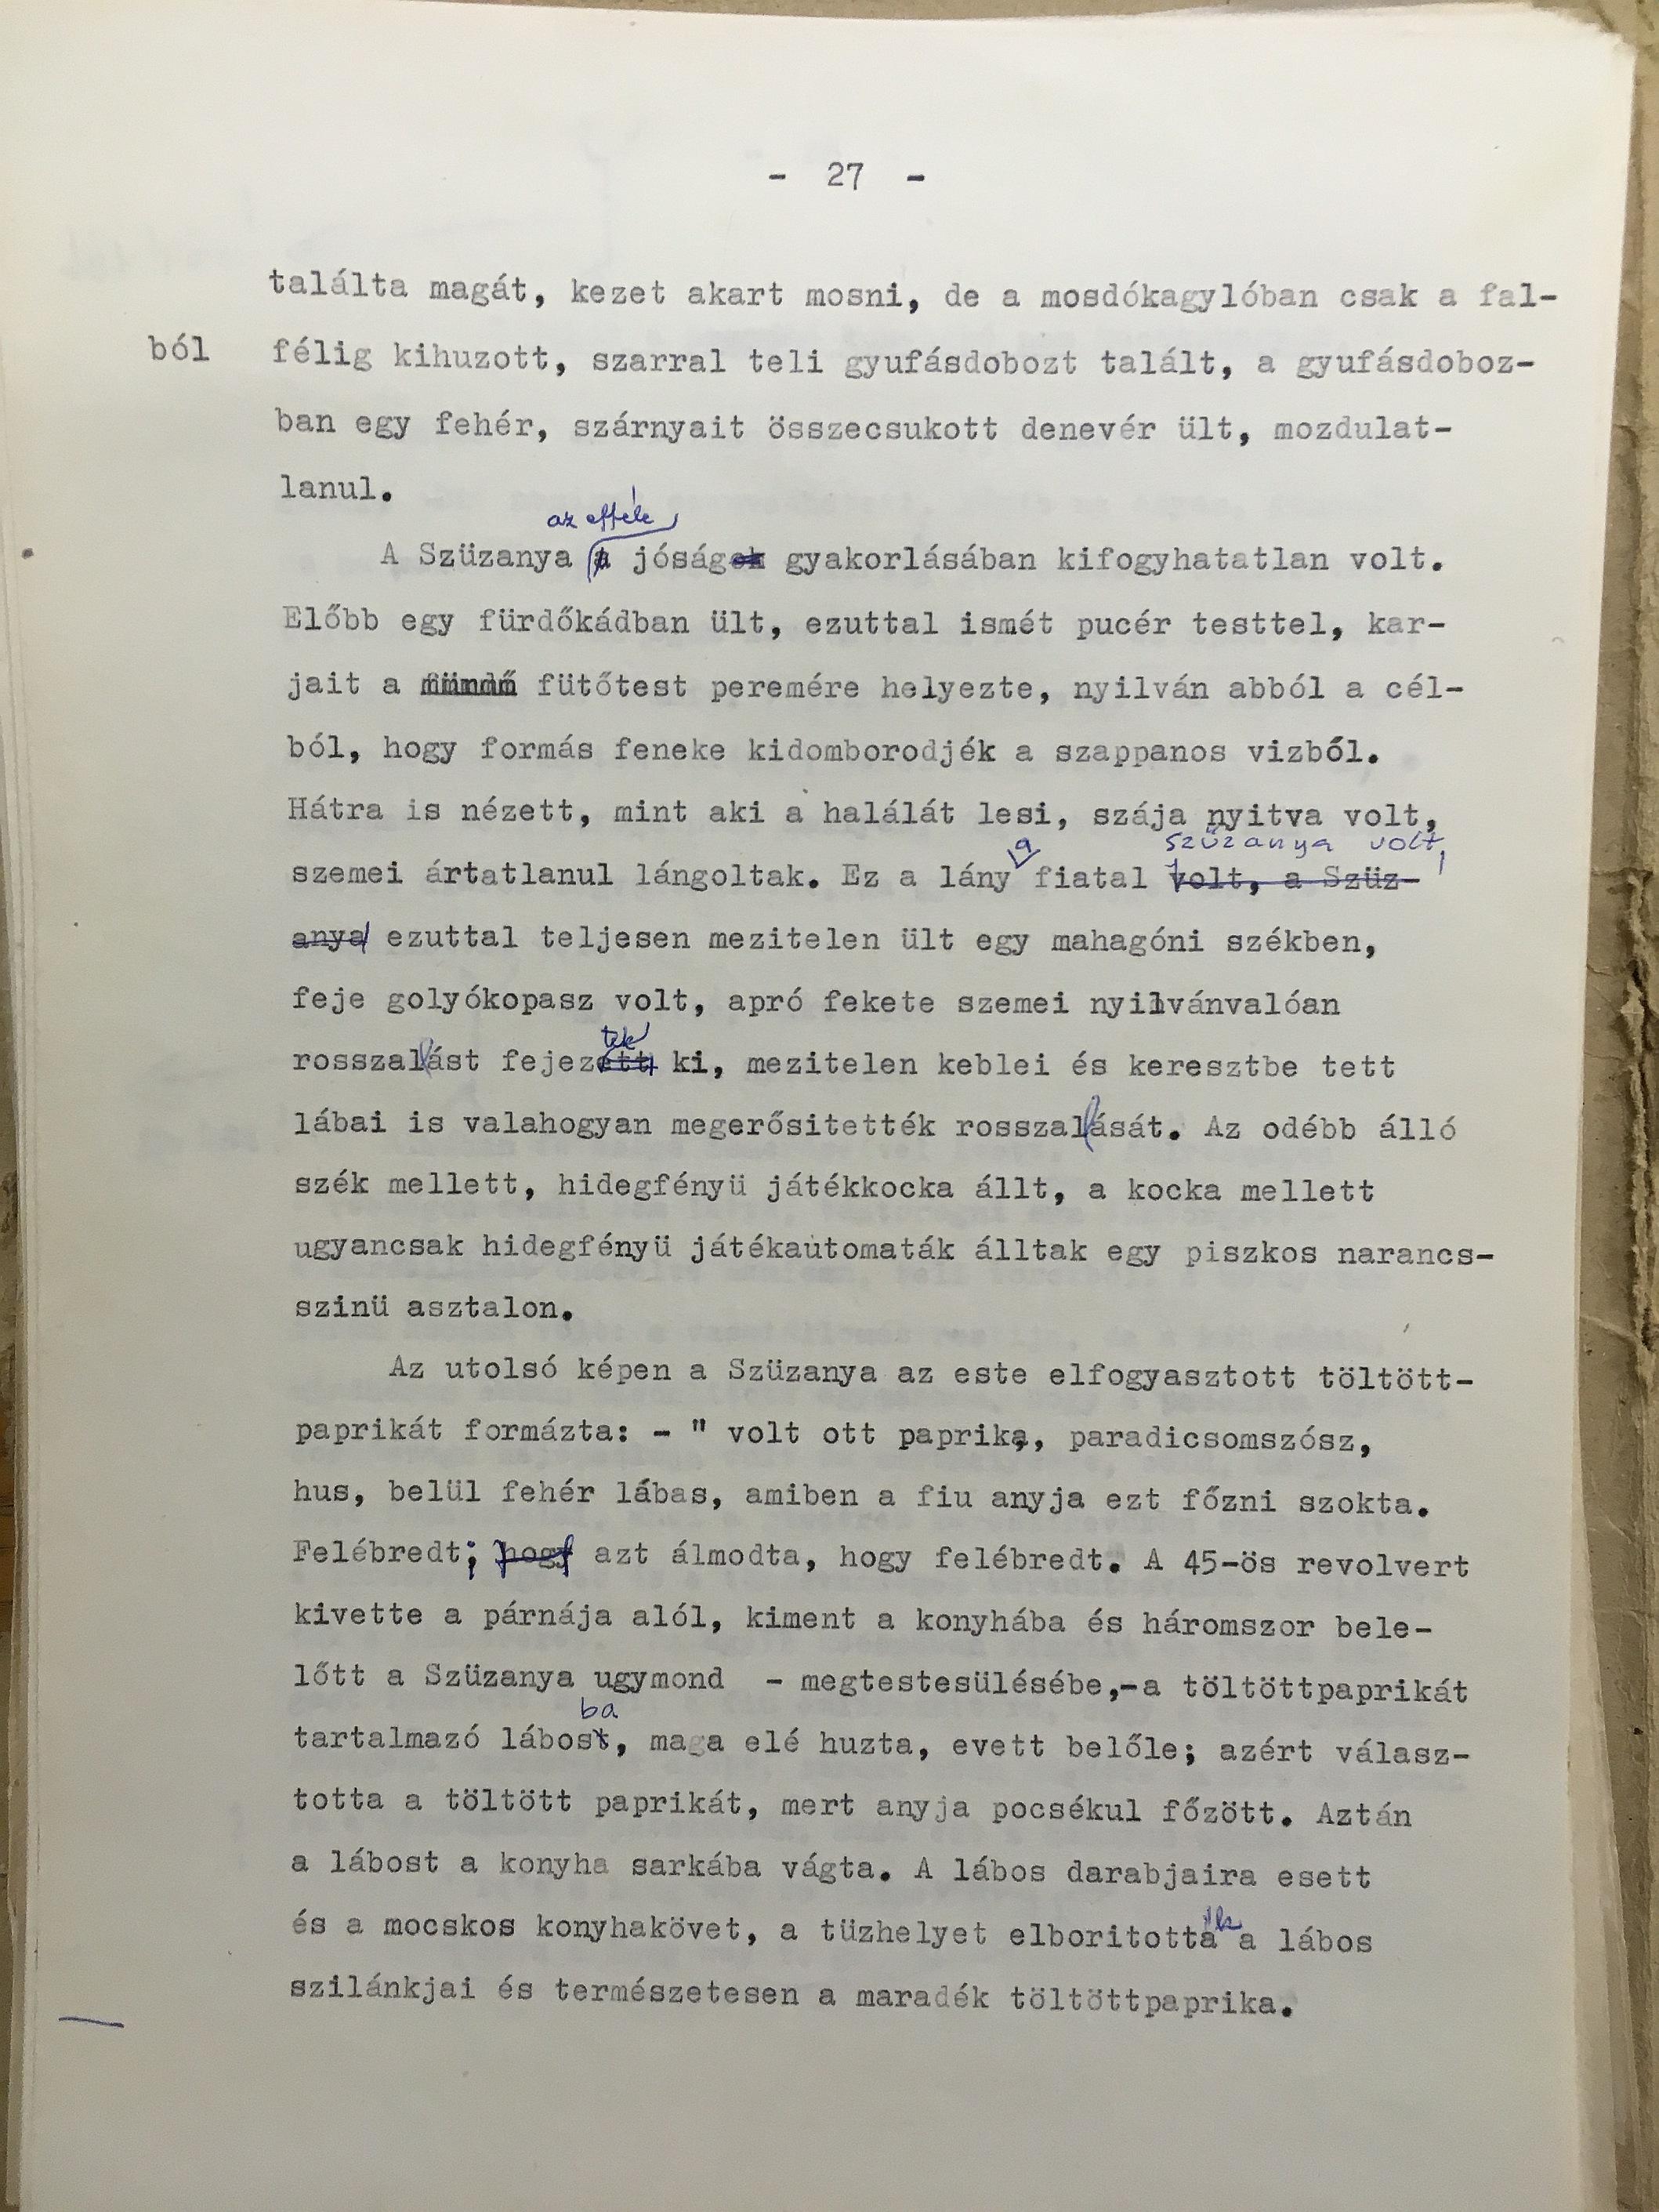 - 27 -
találta magát, kezet akart mosni, de a mosdókagylóban csak a fal-
ból félig kihuzott, szarral teli gyufásdobozt talált, a gyufásdoboz-
ban egy fehér, szárnyait összecsukott denevér ült, mozdulat-
lanul.
az efféle
A Szüzanya a jóságok gyakorlásában kifogyhatatlan volt.
Előbb egy fürdőkádban ült, ezuttal ismét pucér testtel, kar-
jait a fütőtest peremére helyezte, nyilván abból a cél-
ból, hogy formás feneke kidomborodjék a szappanos vizből.
Hátra is nézett, mint aki a halálát lesi, szája nyitva volt,
a szűzanya volt,
szemei ártatlanul lángoltak. Ez a lány fiatal volt, a Szüz-
anya ezuttal teljesen mezitelen ült egy mahagóni székben,
feje golyókopasz volt, apró fekete szemei nyilvánvalóan
tek
rosszallást fejezett ki, mezitelen keblei és keresztbe tett
lábai is valahogyan megerősitették rosszallását. Az odébb álló
szék mellett, hidegfényü játékkocka állt, a kocka mellett
ugyancsak hidegfényü játékautomaták álltak egy piszkos narancs-
szinü asztalon.
Az utolsó képen a Szüzanya az este elfogyasztott töltött-
paprikát formázta: - " volt ott paprika, paradicsomszósz,
hus, belül fehér lábas, amiben a fiu anyja ezt főzni szokta.
Felébredt; hogy azt álmodta, hogy felébredt. A 45-ös revolvert
kivette a párnája alól, kiment a konyhába és háromszor bele-
lőtt a Szüzanya ugymond - megtestesülésébe,-a töltöttpaprikát
ba
tartalmazó lábost, maga elé huzta, evett belőle; azért válasz-
totta a töltött paprikát, mert anyja pocsékul főzött. Aztán
a lábost a konyha sarkába vágta. A lábos darabjaira esett
és a mocskos konyhakövet, a tüzhelyet elboritották a lábos
szilánkjai és természetesen a maradék töltöttpaprika.